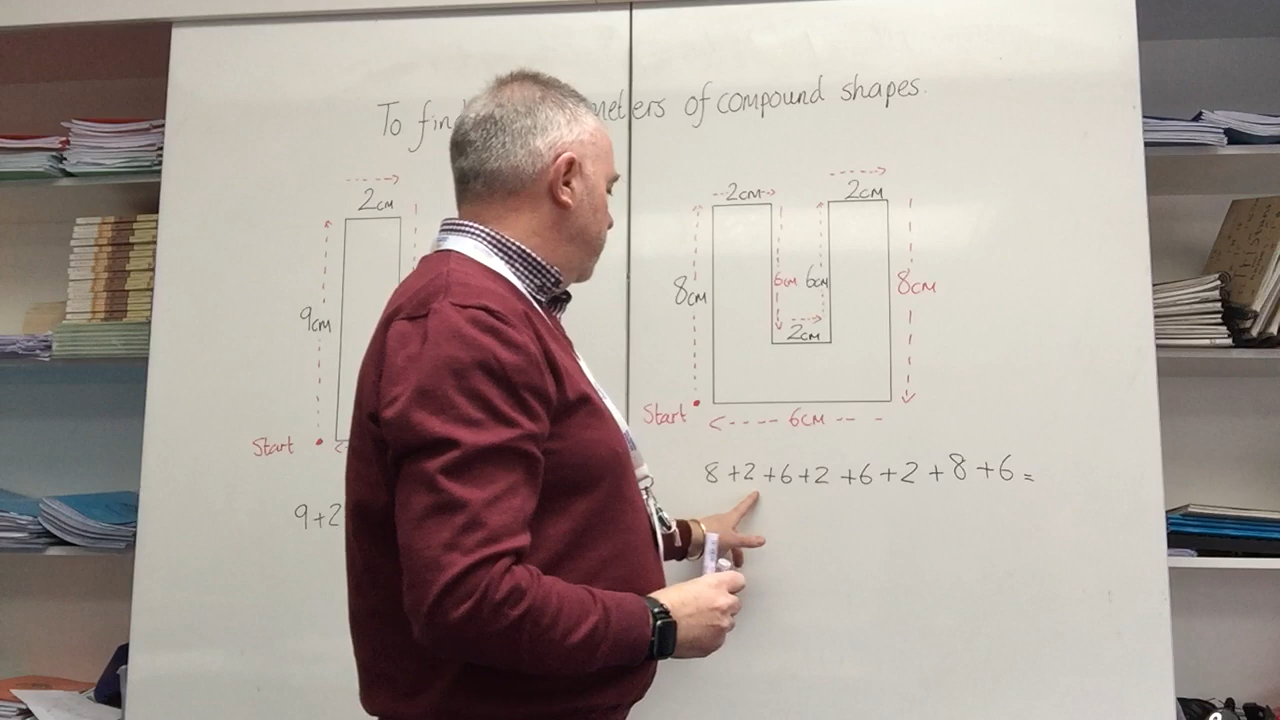 To fin meters of compound shapes.
2cm
9cm
Start
9+2
2cm
2cm
8cm
6cm
6cm
8cm
2cm
Start
6cm
8+2+6+2+6+2+8+6=